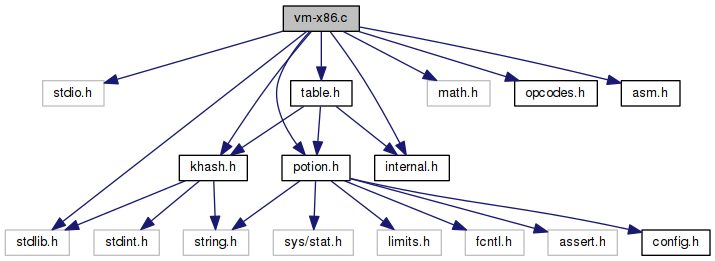 vm-x86.c
stdio.h
table.h
math.h
opcodes.h
asm.h
khash.h
potion.h
internal.h
stdlib.h
stdint.h
string.h
sys/stat.h
limits.h
fcntl.h
assert.h
config.h